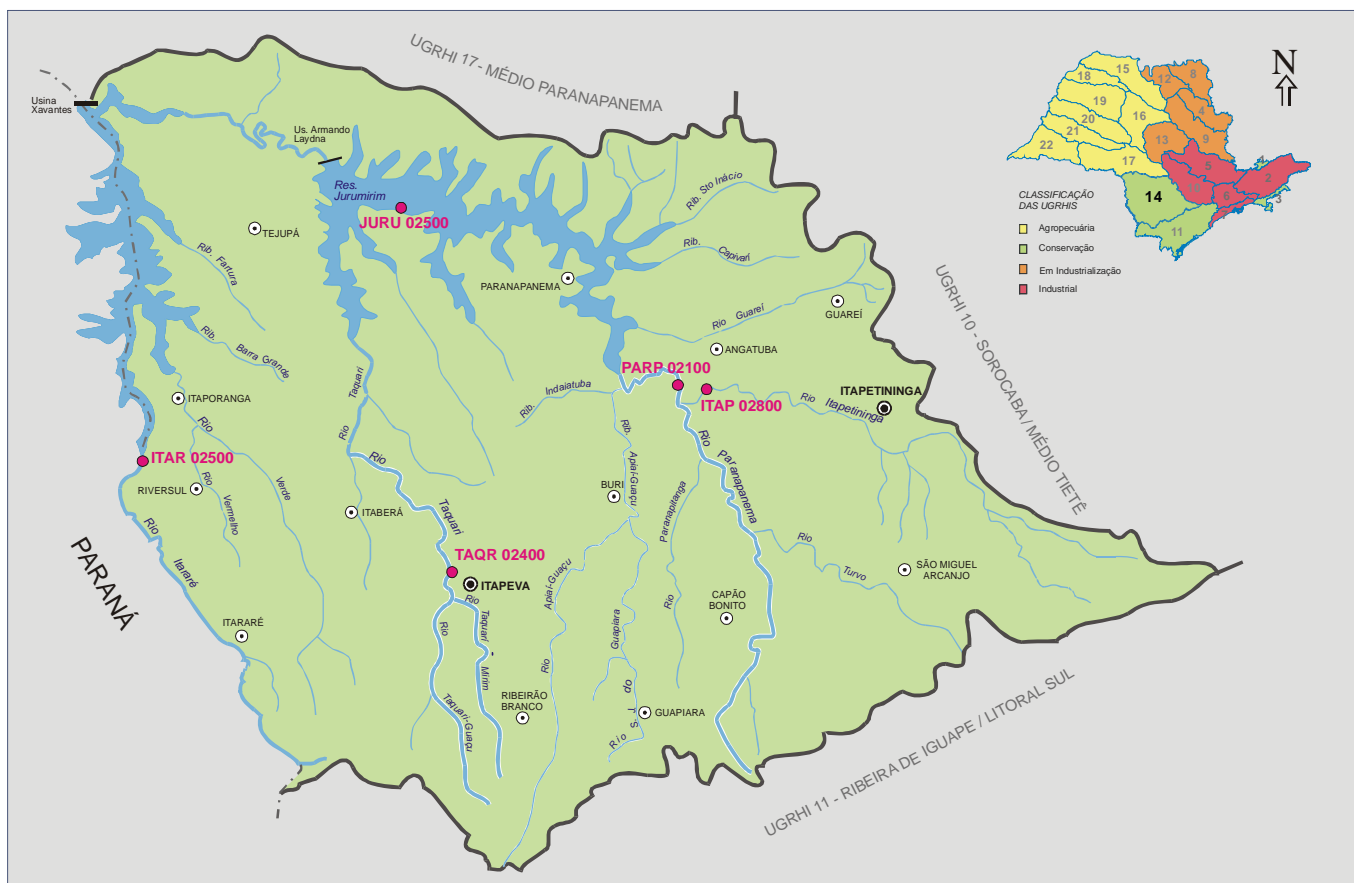 UGRHI 17 - MÉDIO PARANAPANEMA
Usina
Xavantes
Us. Armando
Laydna
Res.
Jurumirim
JURU 02500
TEJUPÁ
Rib. Fartura
Rib. Sto Inácio
Rib. Capivari
PARANAPANEMA
Rio Guareí
GUAREÍ
ANGATUBA
Rib. Barra Grande
PARP 02100
ITAP 02800
ITAPETININGA
Rio Itapetininga
Rib. Indaiatuba
Rio Taquari
ITAPORANGA
Rio Verde
ITAR 02500
RIVERSUL
Rio Vermelho
ITABERÁ
Rio Taquari
BURI
Rib. Apiaí-Guaçu
Rio Paranapitanga
Rio Paranapanema
Rio Turvo
SÃO MIGUEL
ARCANJO
TAQR 02400
ITAPEVA
Rio Taquari - Mirim
Rio Taquari-Guaçu
Rio Apiaí-Guaçu
CAPÃO
BONITO
Rio Itararé
ITARARÉ
RIBEIRÃO
BRANCO
GUAPIARA
Rio S. J. do Guapiara
PARANÁ
UGRHI 10 - SOROCABA / MÉDIO TIETÊ
UGRHI 11 - RIBEIRA DE IGUAPE / LITORAL SUL
N
15
18
12
8
19
4
16
20
21
13
9
22
17
5
4
2
10
6
3
14
11
CLASSIFICAÇÃO
DAS UGRHIS
Agropecuária
Conservação
Em Industrialização
Industrial